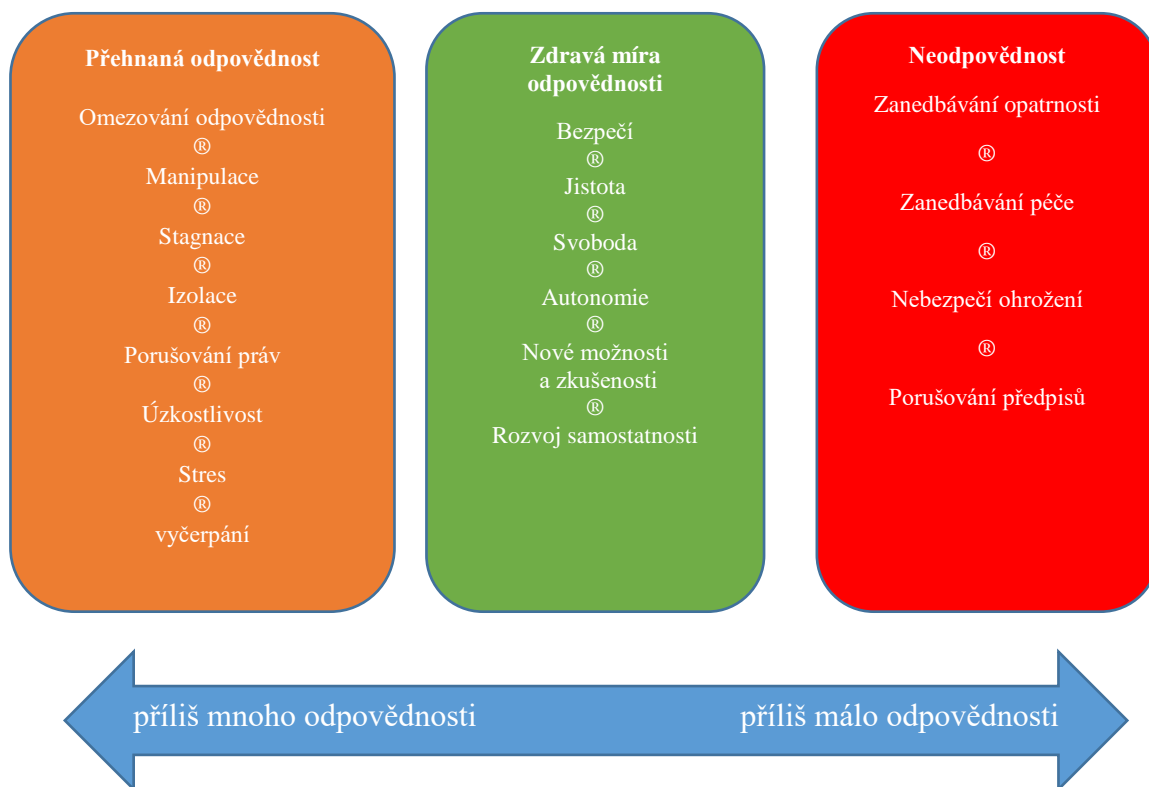 Přehnaná odpovědnost
Omezování odpovědnosti
®
Manipulace
®
Stagnace
®
Izolace
®
Porušování práv
®
Úzkostlivost
®
Stres
®
vyčerpání
Zdravá míra
odpovědnosti
Bezpečí
®
Jistota
®
Svoboda
®
Autonomie
®
Nové možnosti
a zkušenosti
®
Rozvoj samostatnosti
Neodpovědnost
Zanedbávání opatrnosti
®
Zanedbávání péče
®
Nebezpečí ohrožení
®
Porušování předpisů
příliš mnoho odpovědnosti
příliš málo odpovědnosti